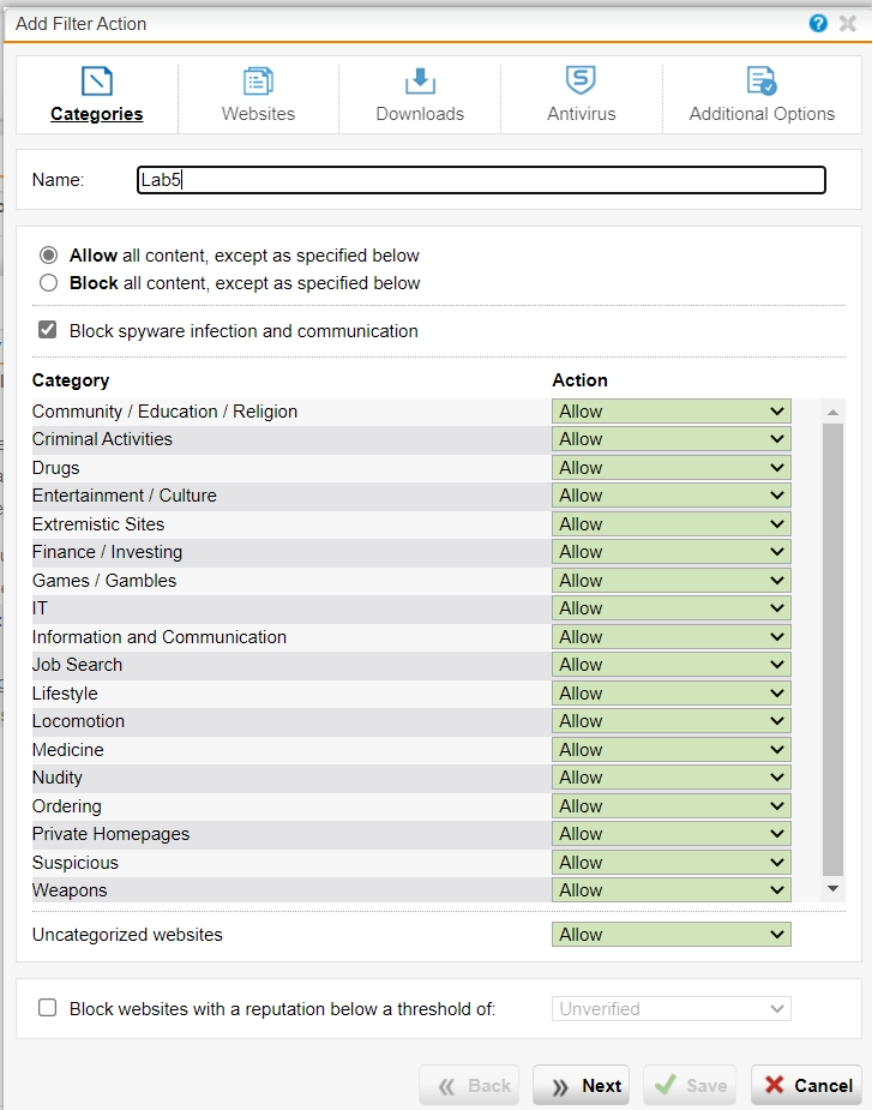 Add Filter Action
Categories Websites Downloads Antivirus Additional Options
Name: Lab5
Allow all content, except as specified below
Block all content, except as specified below
Block spyware infection and communication
Category Action
Community / Education / Religion Allow
Criminal Activities Allow
Drugs Allow
Entertainment / Culture Allow
Extremistic Sites Allow
Finance / Investing Allow
Games / Gambles Allow
IT Allow
Information and Communication Allow
Job Search Allow
Lifestyle Allow
Locomotion Allow
Medicine Allow
Nudity Allow
Ordering Allow
Private Homepages Allow
Suspicious Allow
Weapons Allow
Uncategorized websites Allow
Block websites with a reputation below a threshold of: Unverified
Back Next Save Cancel